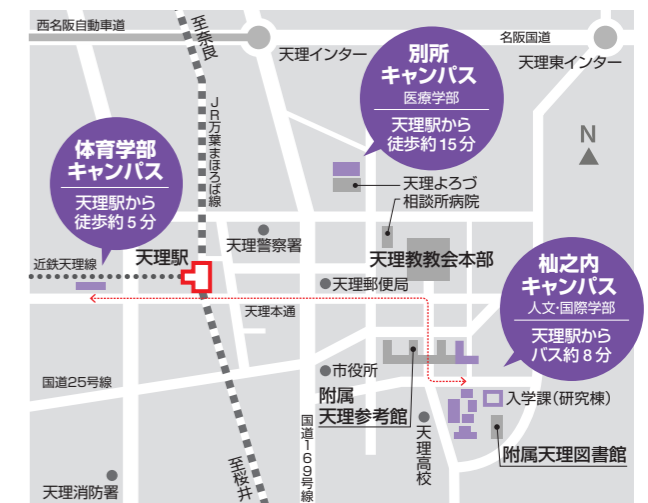 西名阪自動車道
至奈良
天理インター
名阪国道
天理東インター
別所
キャンパス
医療学部
天理駅から
徒歩約15分
N
JR万葉まほろば線
体育学部
キャンパス
天理駅から
徒歩約5分
天理よろづ
相談所病院
天理警察署
天理駅
近鉄天理線
天理教教会本部
天理郵便局
杣之内
キャンパス
人文・国際学部
天理駅から
バス約8分
天理本通
市役所
国道25号線
附属
天理参考館
入学課(研究棟)
国道169号線
天理高校
附属天理図書館
至桜井
天理消防署